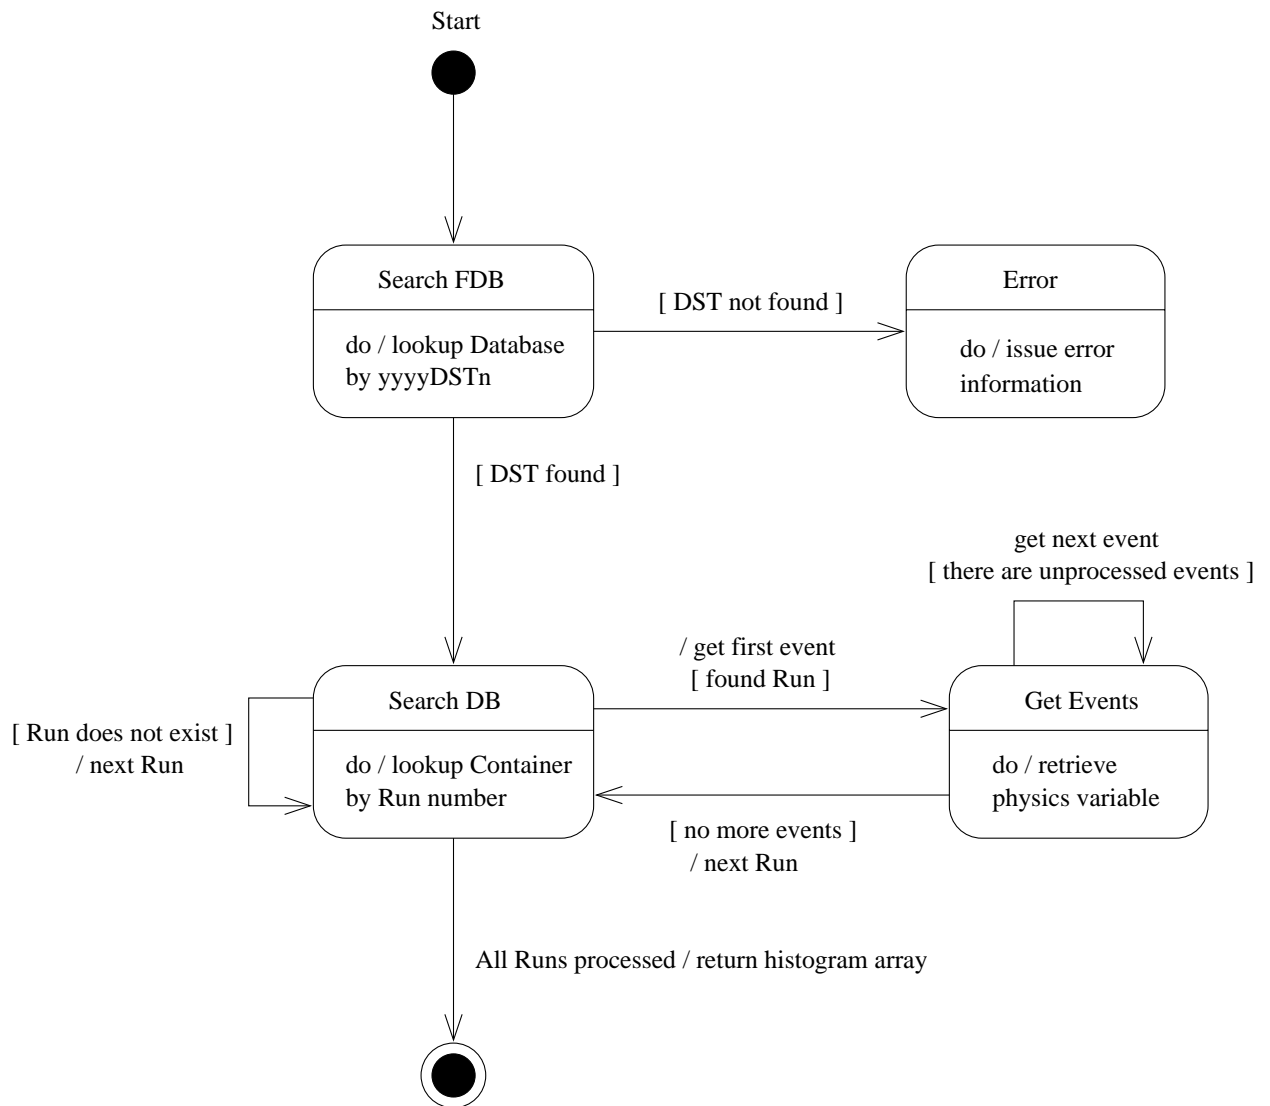 Start
Search FDB
do / lookup Database
by yyyyDSTn
[ DST not found ]
Error
do / issue error
information
[ DST found ]
get next event
[ there are unprocessed events ]
/ get first event
[ found Run ]
Search DB
do / lookup Container
by Run number
[ Run does not exist ]
/ next Run
Get Events
do / retrieve
physics variable
[ no more events ]
/ next Run
All Runs processed / return histogram array